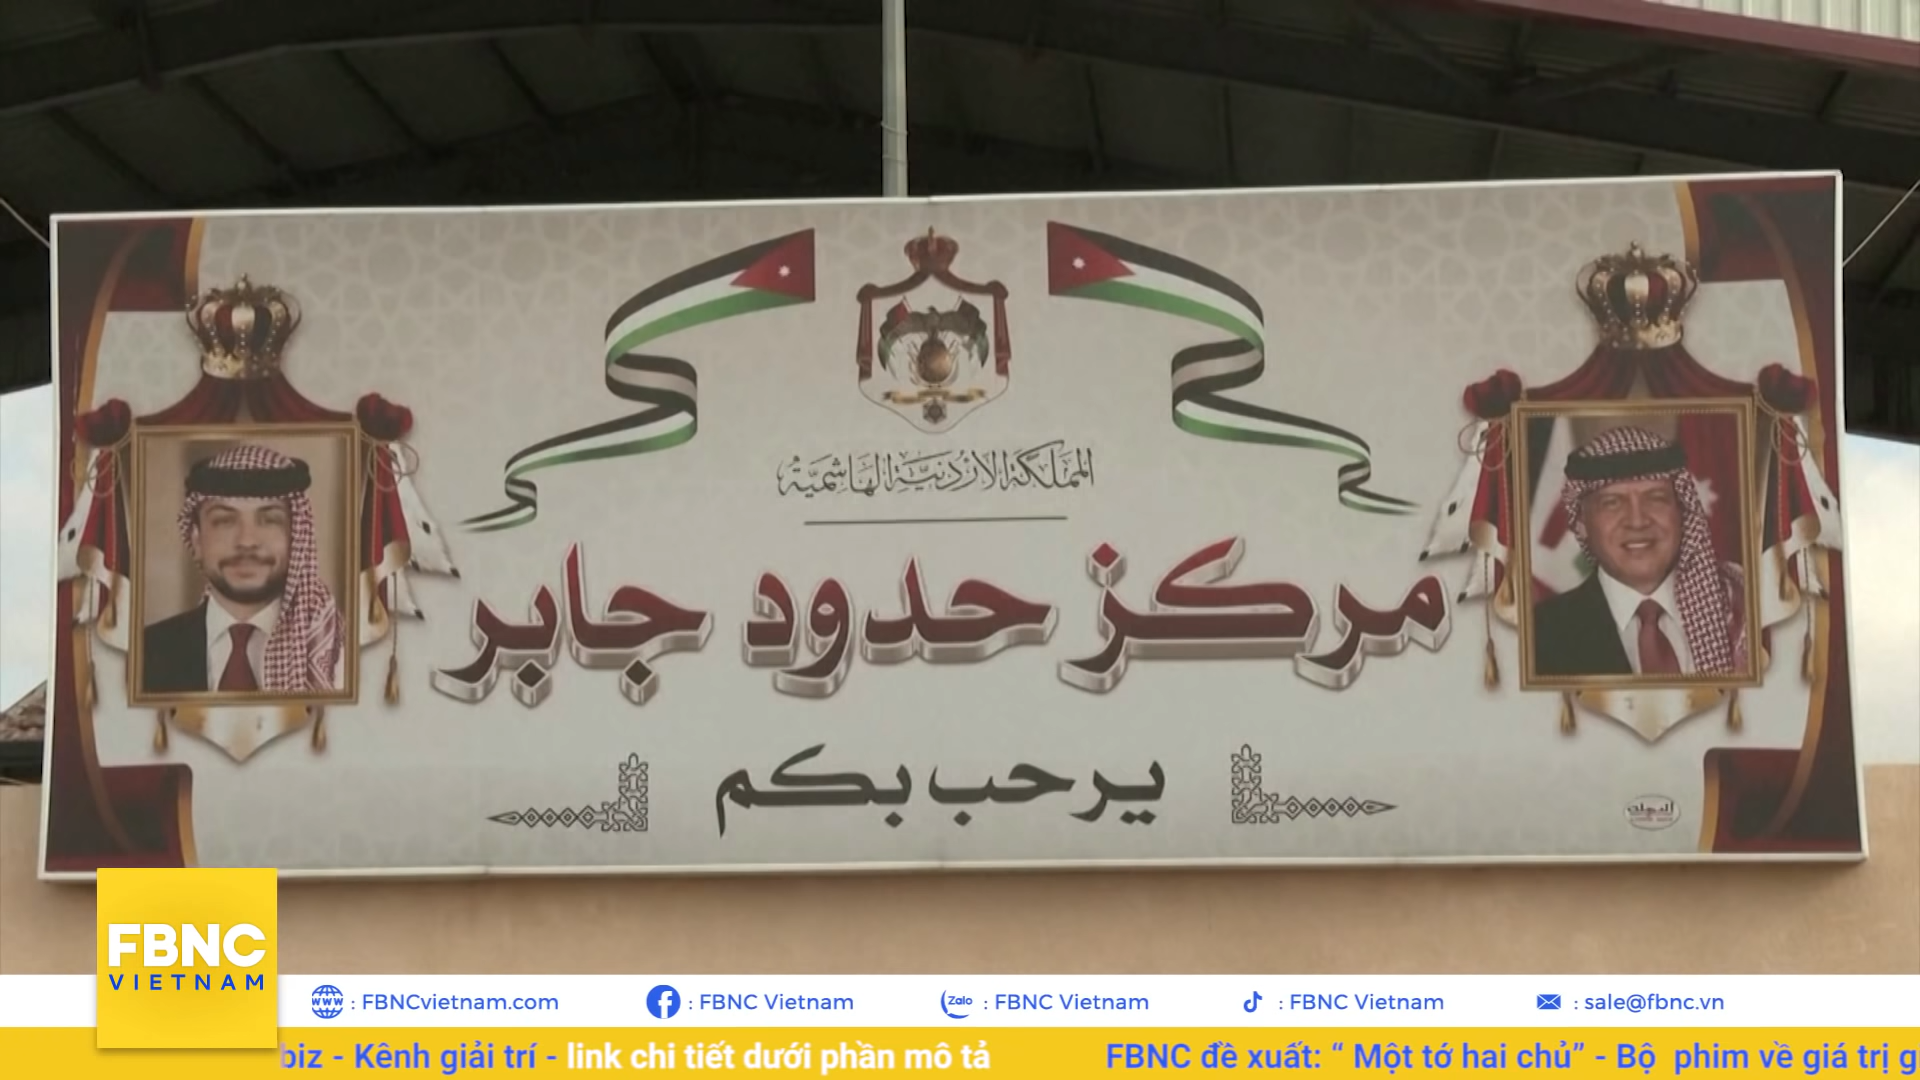 المملكة الأردنية الهاشمية
مركز حدود جابر
يرحب بكم
FBNC
VIETNAM
: FBNCvietnam.com
: FBNC Vietnam
Zalo : FBNC Vietnam
: FBNC Vietnam
: sale@fbnc.vn
biz - Kênh giải trí - link chi tiết dưới phần mô tả
FBNC đề xuất: “ Một tớ hai chủ” - Bộ phim về giá trị g